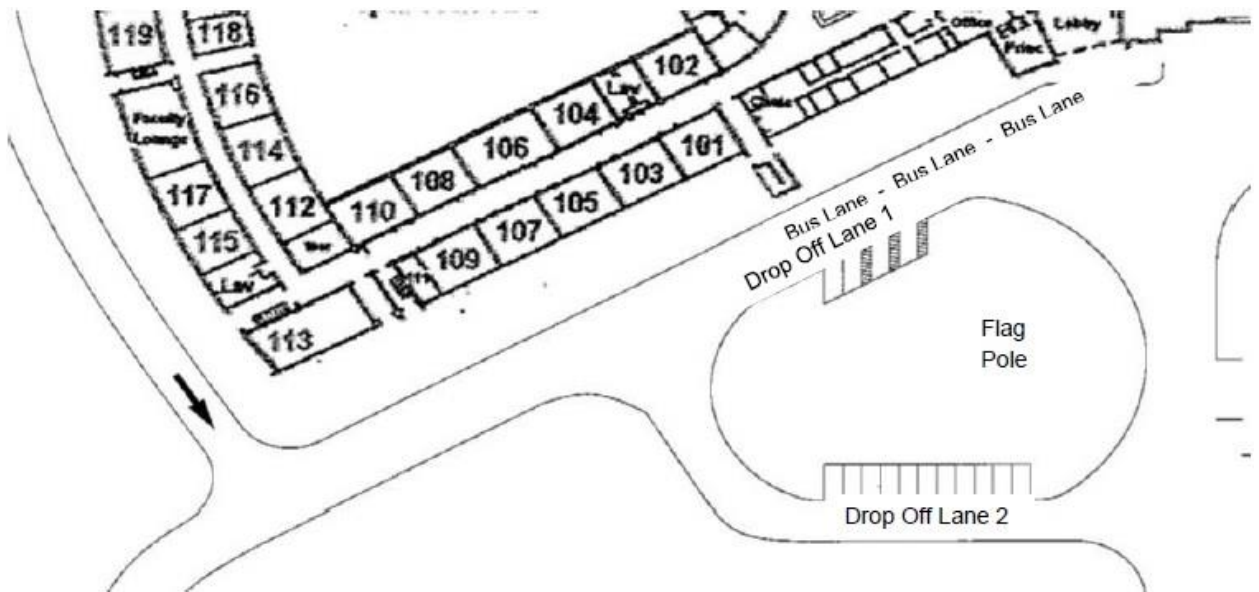 119
118
Office
Lobby
Princ
102
Lav
104
Clinic
116
Faculty
Lounge
106
101
114
108
103
117
112
110
105
107
115
109
Lav
113
Bus Lane - Bus Lane - Bus Lane
Drop Off Lane 1
Flag
Pole
Drop Off Lane 2